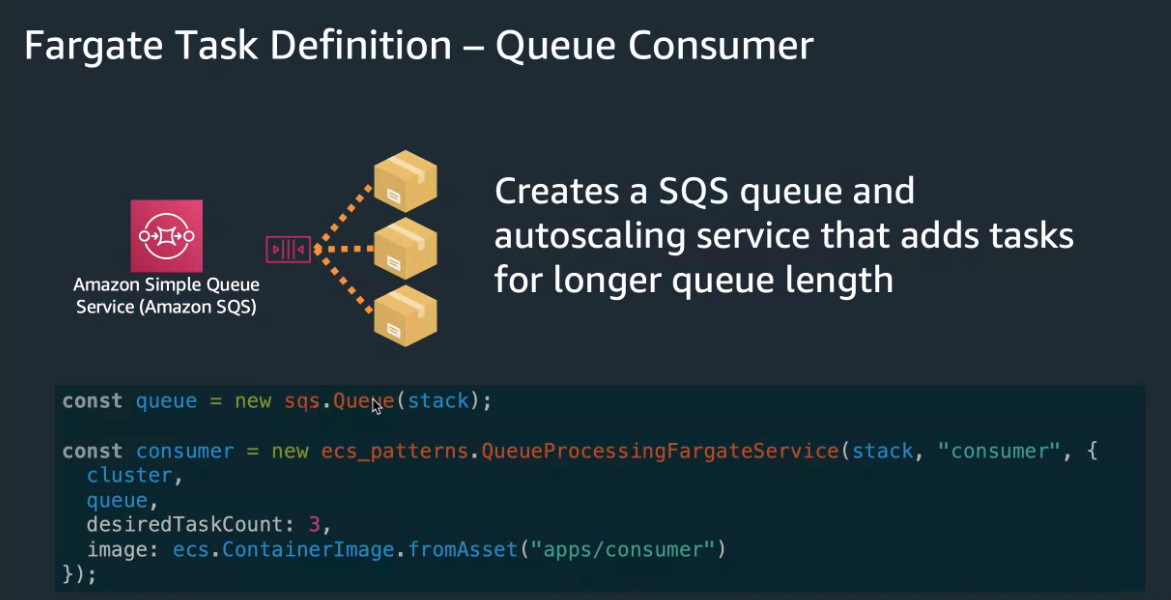 Fargate Task Definition – Queue Consumer
Amazon Simple Queue
Service (Amazon SQS)
Creates a SQS queue and
autoscaling service that adds tasks
for longer queue length
const queue = new sqs.Queue(stack);
const consumer = new ecs_patterns.QueueProcessingFargateService(stack, "consumer", {
  cluster,
  queue,
  desiredTaskCount: 3,
  image: ecs.ContainerImage.fromAsset("apps/consumer")
});